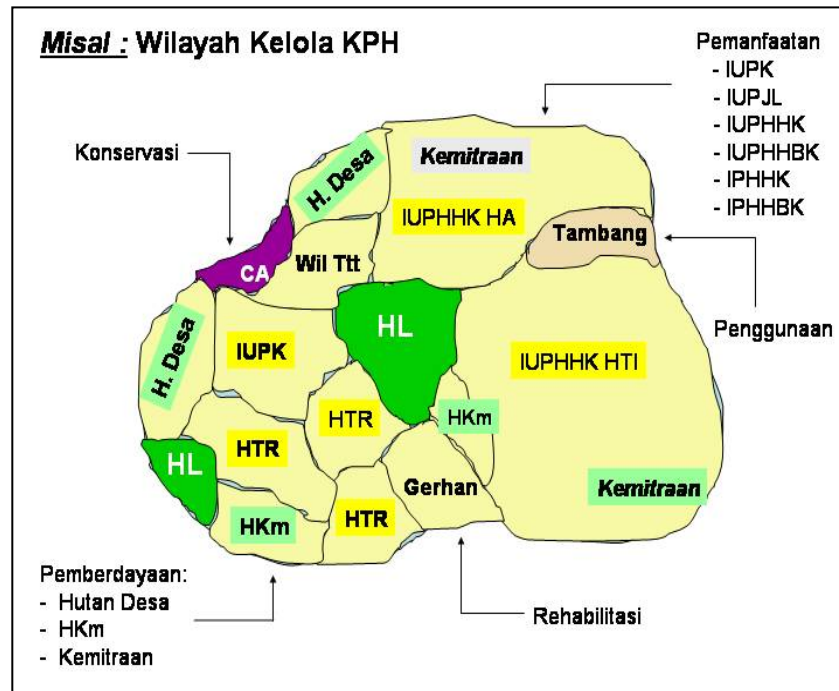 Misal : Wilayah Kelola KPH
Pemanfaatan
- IUPK
- IUPJL
- IUPHHK
- IUPHHBK
- IPHHK
- IPHHBK
Konservasi
H. Desa
Kemitraan
IUPHHK HA
Tambang
CA
Wil Ttt
HL
Penggunaan
H. Desa
IUPK
IUPHHK HTI
HTR
HKm
HL
HTR
Gerhan
Kemitraan
HKm
HTR
Pemberdayaan:
- Hutan Desa
- HKm
- Kemitraan
Rehabilitasi